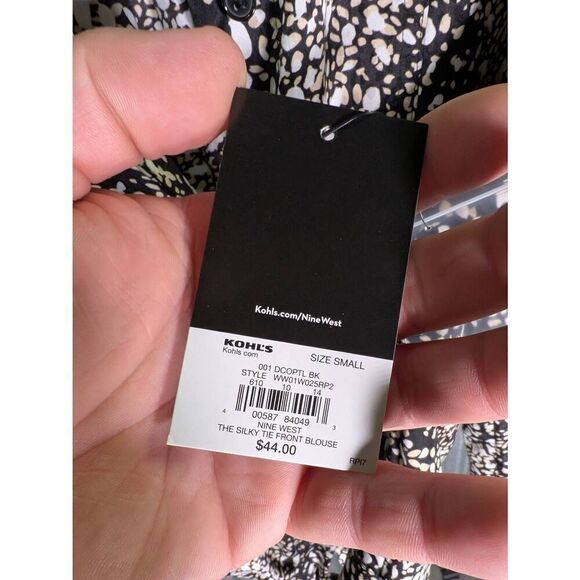 Kohls.com/NineWest
KOHL'S
Kohls com
SIZE SMALL
001 DCOPTL BK
STYLE WW01W025RP2
610 10 14
4 00587 84049 3
NINE WEST
THE SILKY TIE FRONT BLOUSE
$44.00
RPI7